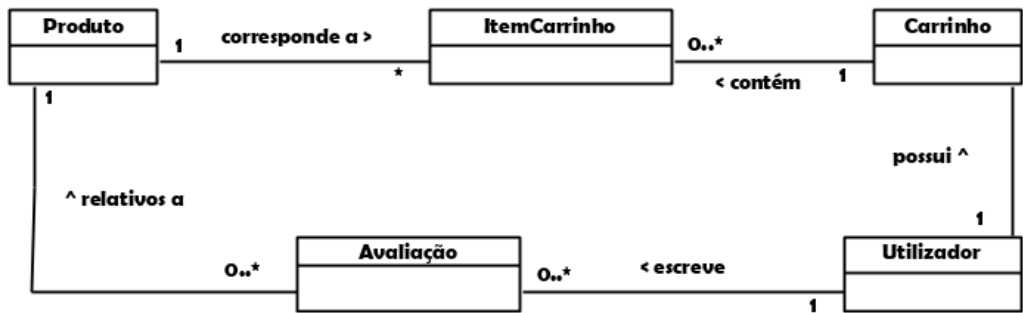 Produto
1
corresponde a >
*
ItemCarrinho
0..*
< contém
1
Carrinho
1
^ relativos a
possui ^
1
0..*
Avaliação
0..*
< escreve
1
Utilizador